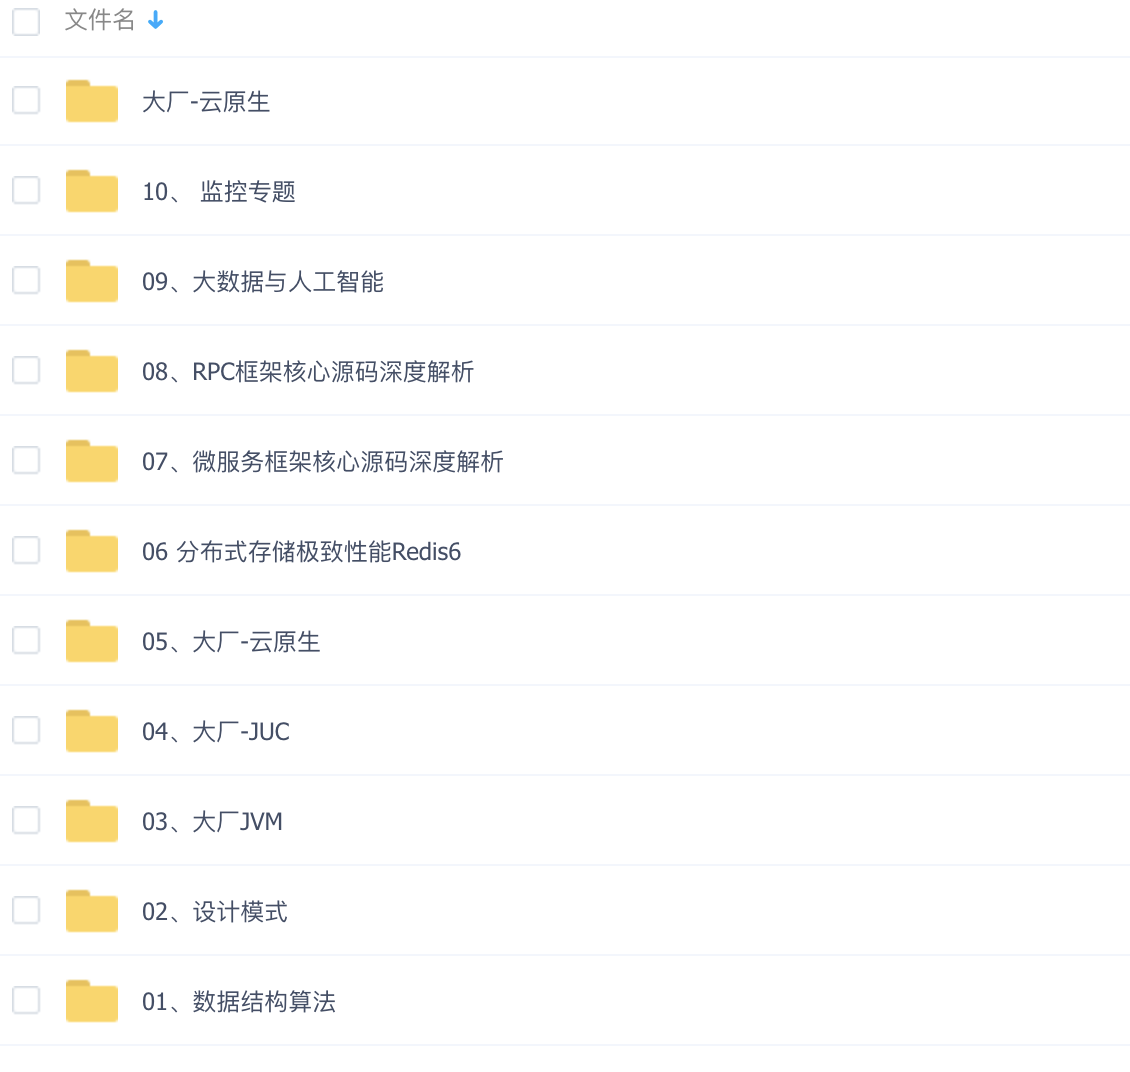 文件名
大厂-云原生
10、 监控专题
09、大数据与人工智能
08、RPC框架核心源码深度解析
07、微服务框架核心源码深度解析
06 分布式存储极致性能Redis6
05、大厂-云原生
04、大厂-JUC
03、大厂JVM
02、设计模式
01、数据结构算法